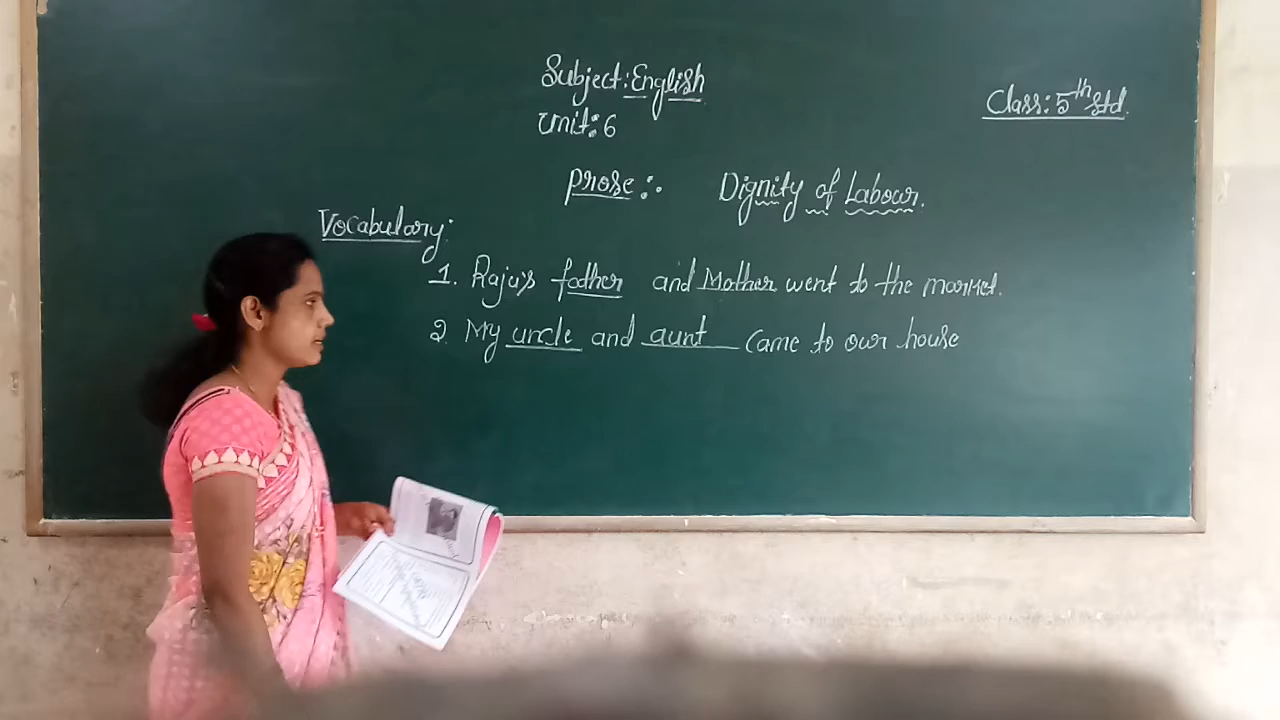 Subject: English
Class: 5th std.
Unit: 6
Prose :. Dignity of Labour.
Vocabulary:
1. Raju's father and Mother went to the market.
2. My uncle and aunt came to our house